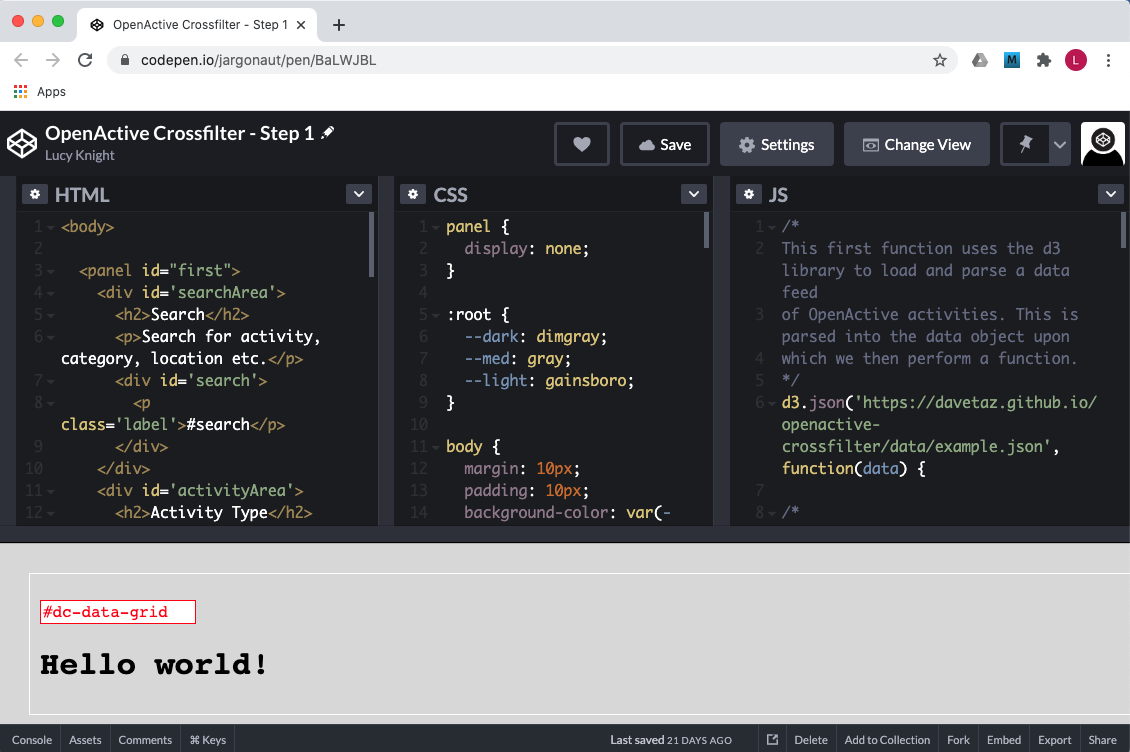 OpenActive Crossfilter - Step 1
codepen.io/jargonaut/pen/BaLWJBL
M
L
Apps
OpenActive Crossfilter - Step 1
Lucy Knight
Save
Settings
Change View
HTML
1 <body>
2
3 <panel id="first">
4 <div id='searchArea'>
5 <h2>Search</h2>
6 <p>Search for activity,
category, location etc.</p>
7 <div id='search'>
8 <p
class='label'>#search</p>
9 </div>
10 </div>
11 <div id='activityArea'>
12 <h2>Activity Type</h2>
CSS
1 panel {
2 display: none;
3 }
4
5 :root {
6 --dark: dimgray;
7 --med: gray;
8 --light: gainsboro;
9 }
10
11 body {
12 margin: 10px;
13 padding: 10px;
14 background-color: var(-
JS
1 /*
2 This first function uses the d3
library to load and parse a data
feed
3 of OpenActive activities. This is
parsed into the data object upon
4 which we then perform a function.
5 */
6 d3.json('https://davetaz.github.io/
openactive-
crossfilter/data/example.json',
function(data) {
7
8 /*
#dc-data-grid
Hello world!
Console
Assets
Comments
⌘ Keys
Last saved 21 DAYS AGO
Delete
Add to Collection
Fork
Embed
Export
Share